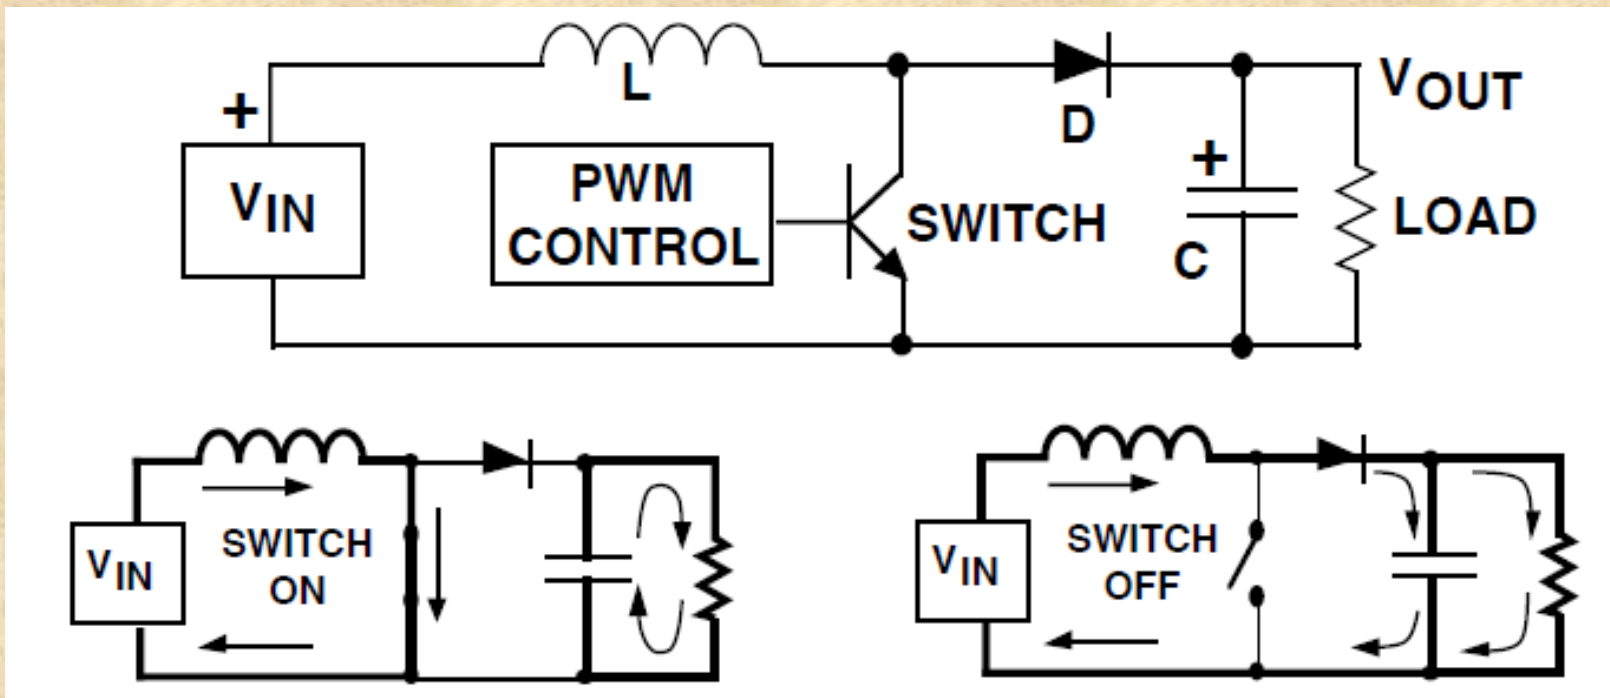 L
+
VIN
PWM
CONTROL
SWITCH
D
+
C
VOUT
LOAD
VIN
SWITCH
ON
VIN
SWITCH
OFF